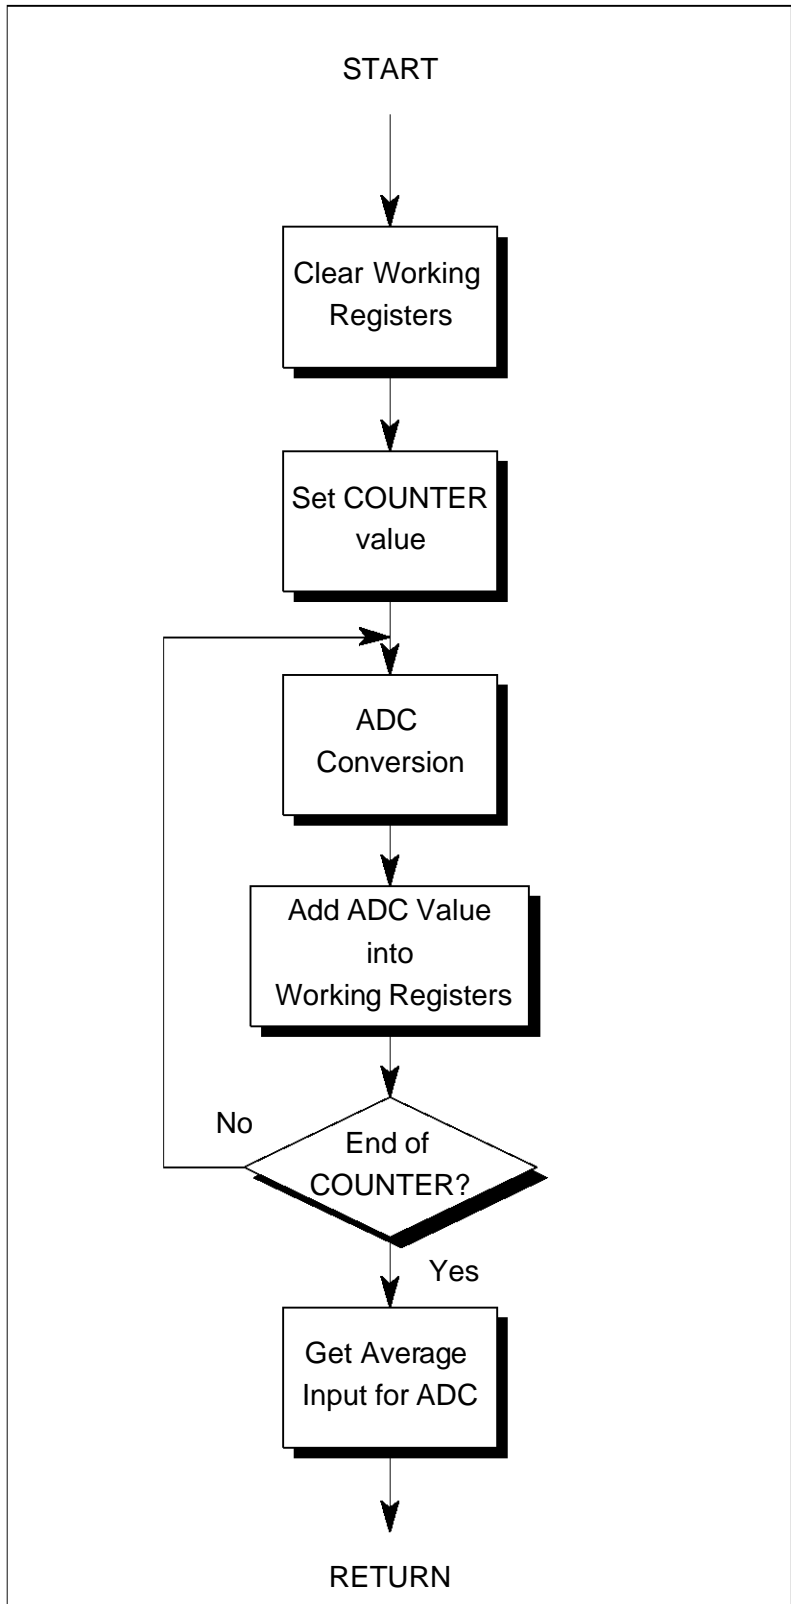 START
Clear Working
Registers
Set COUNTER
value
ADC
Conversion
Add ADC Value
into
Working Registers
No
End of
COUNTER?
Yes
Get Average
Input for ADC
RETURN